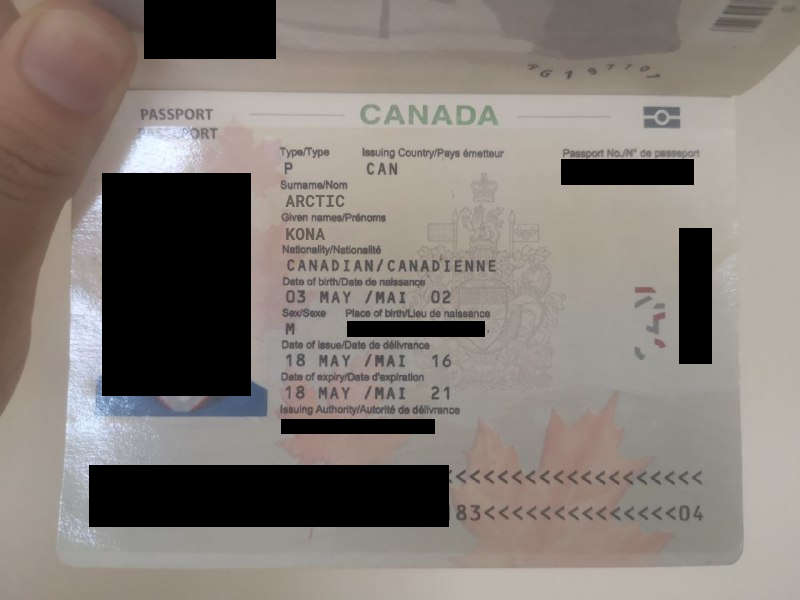 PASSPORT
PASSEPORT
CANADA
Type/Type Issuing Country/Pays émetteur Passport No./N° de passeport
P CAN
Surname/Nom
ARCTIC
Given names/Prénoms
KONA
Nationality/Nationalité
CANADIAN/CANADIENNE
Date of birth/Date de naissance
03 MAY /MAI 02
Sex/Sexe Place of birth/Lieu de naissance
M
Date of issue/Date de délivrance
18 MAY /MAI 16
Date of expiry/Date d'expiration
18 MAY /MAI 21
Issuing Authority/Autorité de délivrance
<<<<<<<<<<<<<<<<<<<
83<<<<<<<<<<<<<<04